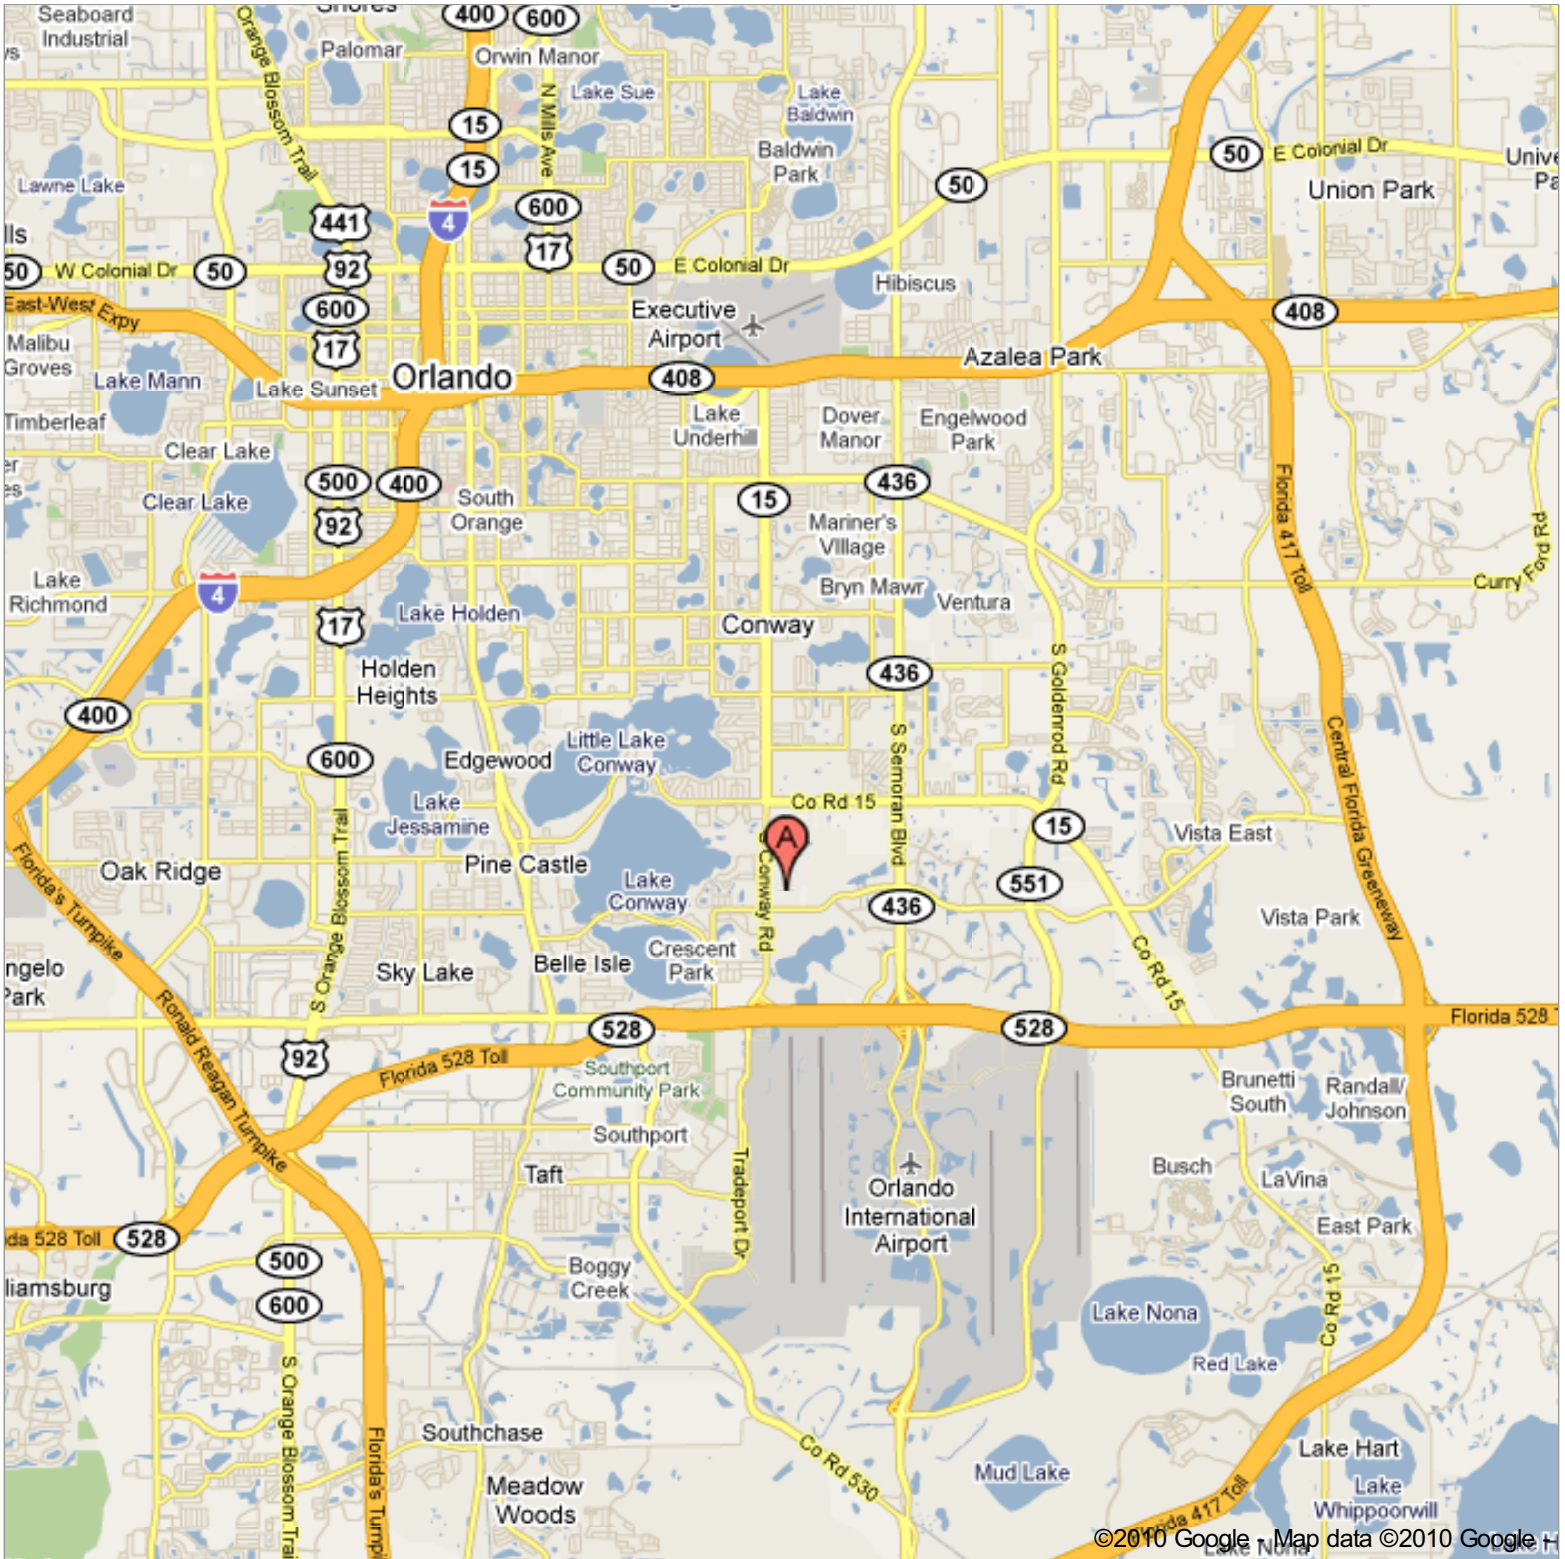 Seaboard
Industrial
400
600
Palomar
Orwin Manor
Orange Blossom Trail
Lake Sue
N Mills Ave
Lake
Baldwin
15
15
Baldwin
Park
50
E Colonial Dr
50
Union Park
Lawne Lake
441
4
600
17
50
W Colonial Dr
50
92
50
E Colonial Dr
Hibiscus
East-West Expy
600
17
Executive
Airport
408
Malibu
Groves
Lake Mann
Lake Sunset
Orlando
408
Azalea Park
Timberleaf
Lake
Underhill
Dover
Manor
Engelwood
Park
Clear Lake
Clear Lake
500
400
92
South
Orange
15
436
Florida 417 Toll
Mariner's
VIllage
Curry Ford Rd
Lake
Richmond
4
Bryn Mawr
Ventura
Lake Holden
17
Conway
Holden
Heights
436
S Goldenrod Rd
400
600
Edgewood
Little Lake
Conway
S Semoran Blvd
Central Florida Greeneway
Lake
Jessamine
Co Rd 15
15
Vista East
A
Florida's Turnpike
Oak Ridge
S Orange Blossom Trail
Pine Castle
Lake
Conway
S Conway Rd
436
551
Vista Park
Sky Lake
Belle Isle
Crescent
Park
Co Rd 15
Ronald Reagan Turnpike
92
528
528
Florida 528 T
Florida 528 Toll
Southport
Community Park
Brunetti
South
Randall/
Johnson
Southport
Taft
Tradeport Dr
Orlando
International
Airport
Busch
LaVina
East Park
528 Toll
528
500
600
Boggy
Creek
Lake Nona
Co Rd 15
Red Lake
S Orange Blossom Trai
Florida's Turnpi
Southchase
Meadow
Woods
Co Rd 530
Mud Lake
Lake Hart
Lake
Whippoorwill
417 Toll
©2010 Google - Map data ©2010 Google -
Lake Nona